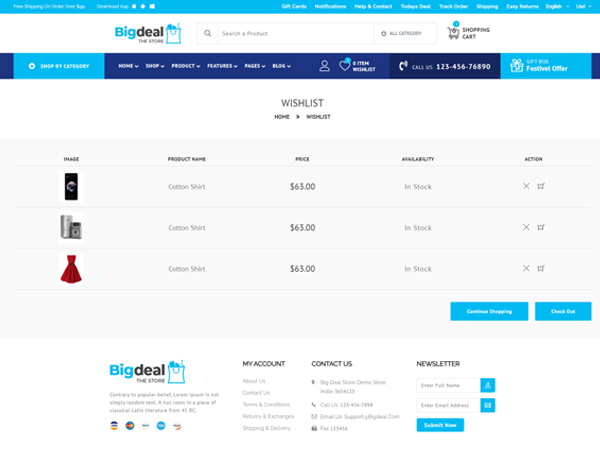 Free Shipping On Order Over $99 Download App Gift Cards Notifications Help & Contact Todays Deal Track Order Shipping Easy Returns English Usd
Bigdeal
THE STORE
Search a Product
ALL CATEGORY
0
SHOPPING
CART
SHOP BY CATEGORY
HOME SHOP PRODUCT FEATURES PAGES BLOG
0 ITEM
WISHLIST
CALL US 123-456-76890
GIFT BOX
Festivel Offer
WISHLIST
HOME » WISHLIST
IMAGE PRODUCT NAME PRICE AVAILABILITY ACTION
Cotton Shirt $63.00 In Stock
Cotton Shirt $63.00 In Stock
Cotton Shirt $63.00 In Stock
Continue Shopping Check Out
Bigdeal
THE STORE
Contrary to popular belief, Lorem Ipsum is not
simply random text. It has roots in a piece of
classical Latin literature from 45 BC.
MY ACCOUNT
About Us
Contact Us
Terms & Conditions
Returns & Exchanges
Shipping & Delivery
CONTACT US
Big Deal Store Demo Store
India-3654123
Call Us: 123-456-7898
Email Us: Support@Bigdeal.Com
Fax 123456
NEWSLETTER
Enter Full Name
Enter Email Address
Submit Now